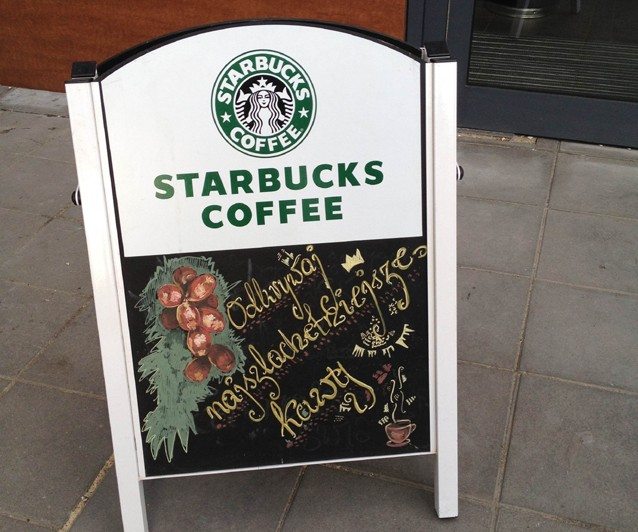 STARBUCKS
COFFEE
STARBUCKS
COFFEE
Odkrywaj
najszlachetniejsze
kawy